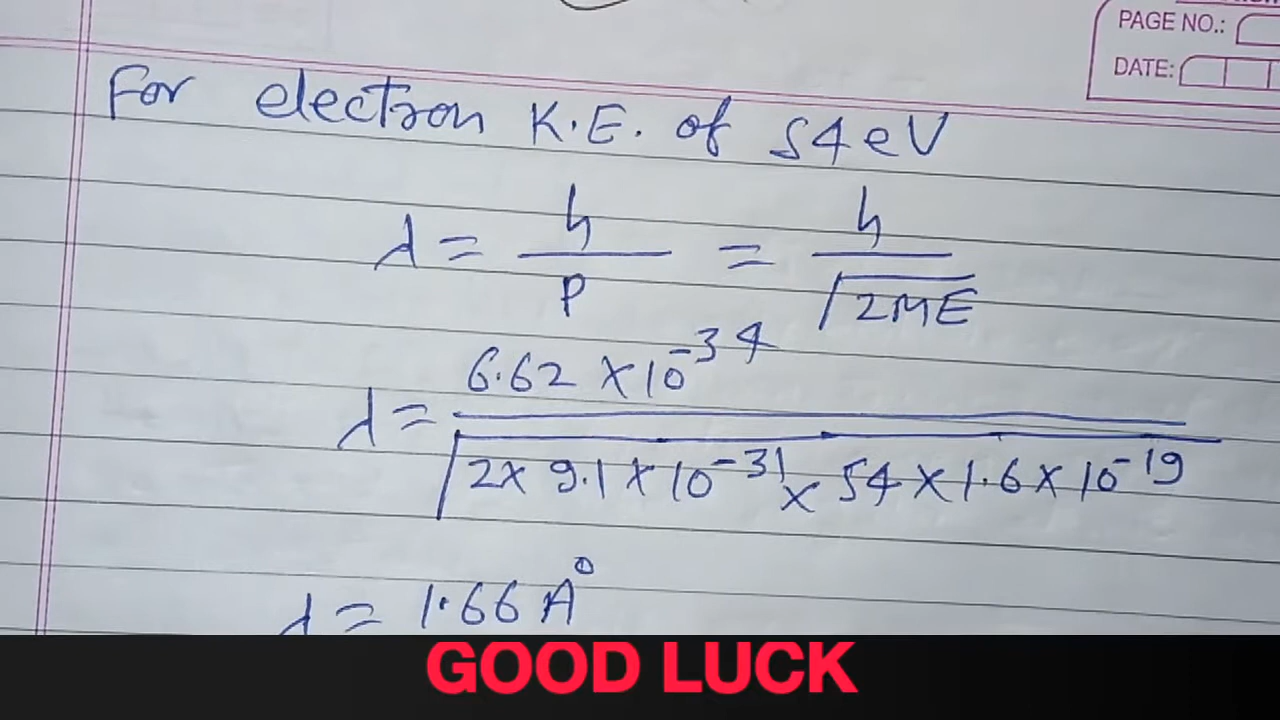 PAGE NO.:
DATE:
For electron K.E. of 54eV
λ = h/P = h/√2ME
λ = 6.62 × 10⁻³⁴/√2× 9.1 × 10⁻³¹ × 54 × 1.6 × 10⁻¹⁹
λ = 1.66 A°
GOOD LUCK